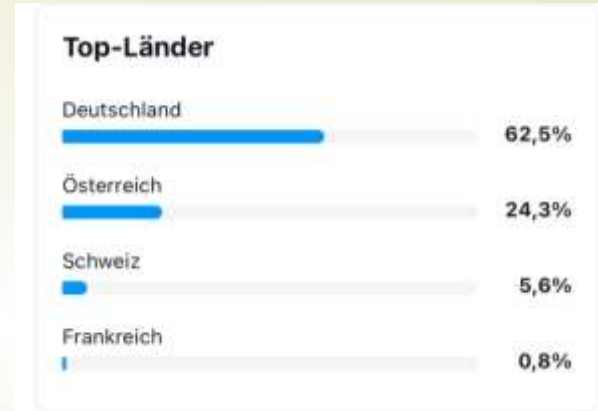 Top-Länder
Deutschland
62,5%
Österreich
24,3%
Schweiz
5,6%
Frankreich
0,8%